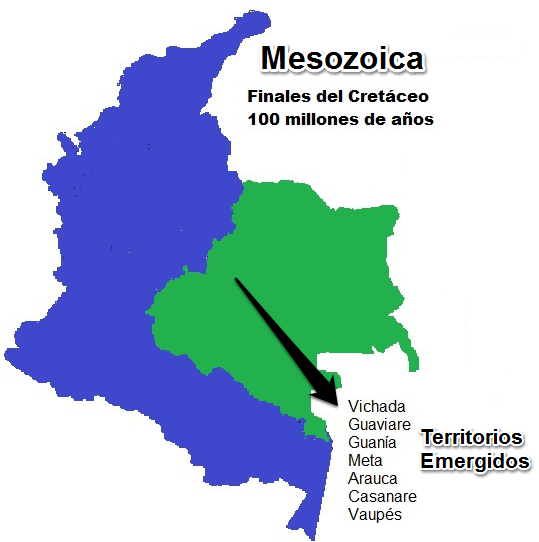 Mesozoica
Finales del Cretáceo
100 millones de años
Vichada
Guaviare
Guanía
Meta
Arauca
Casanare
Vaupés
Territorios
Emergidos